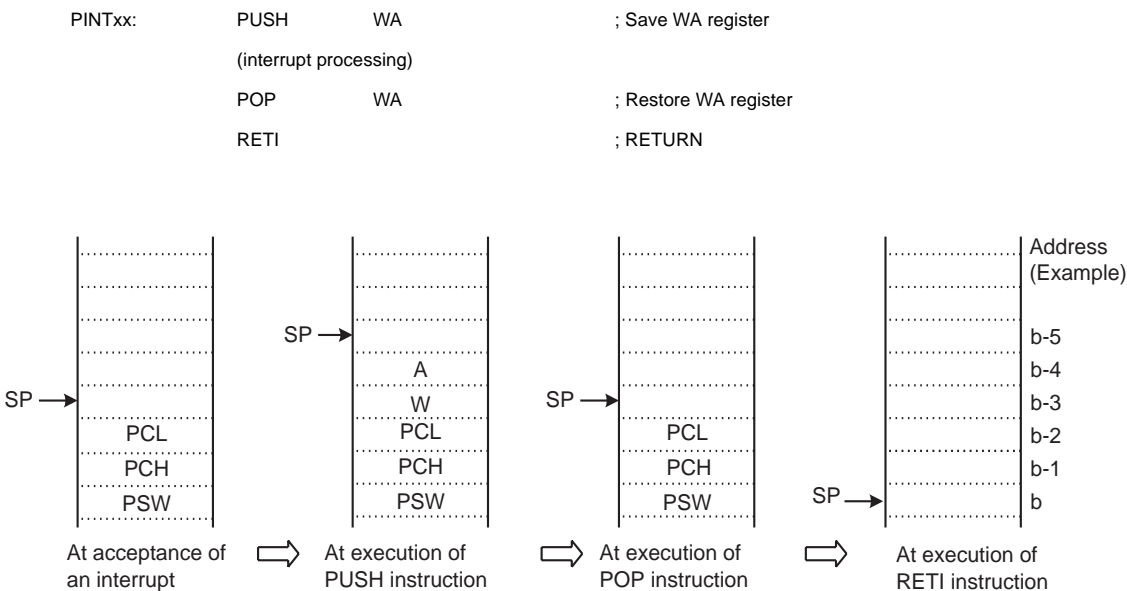 PINTxx: PUSH WA ; Save WA register
(interrupt processing)
POP WA ; Restore WA register
RETI ; RETURN
Address
(Example)
SP b-5
A b-4
SP W SP b-3
PCL PCL PCL b-2
PCH PCH PCH b-1
PSW PSW PSW SP b
At acceptance of
an interrupt
At execution of
PUSH instruction
At execution of
POP instruction
At execution of
RETI instruction